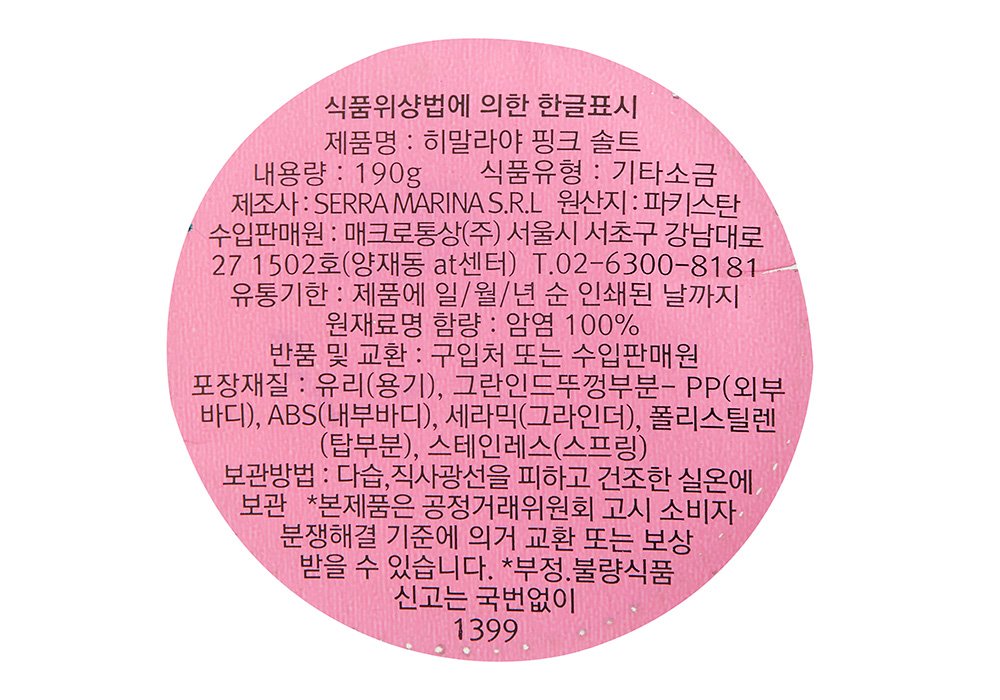 식품위샹법에 의한 한글표시
제품명 : 히말라야 핑크 솔트
내용량 : 190g 식품유형 : 기타소금
제조사 : SERRA MARINA S.R.L 원산지 : 파키스탄
수입판매원 : 매크로통상(주) 서울시 서초구 강남대로
27 1502호(양재동 at센터) T.02-6300-8181
유통기한 : 제품에 일/월/년 순 인쇄된 날까지
원재료명 함량 : 암염 100%
반품 및 교환 : 구입처 또는 수입판매원
포장재질 : 유리(용기), 그란인드뚜껑부분- PP(외부
바디), ABS(내부바디), 세라믹(그라인더), 폴리스틸렌
(탑부분), 스테인레스(스프링)
보관방법 : 다습,직사광선을 피하고 건조한 실온에
보관 *본제품은 공정거래위원회 고시 소비자
분쟁해결 기준에 의거 교환 또는 보상
받을 수 있습니다. *부정.불량식품
신고는 국번없이
1399